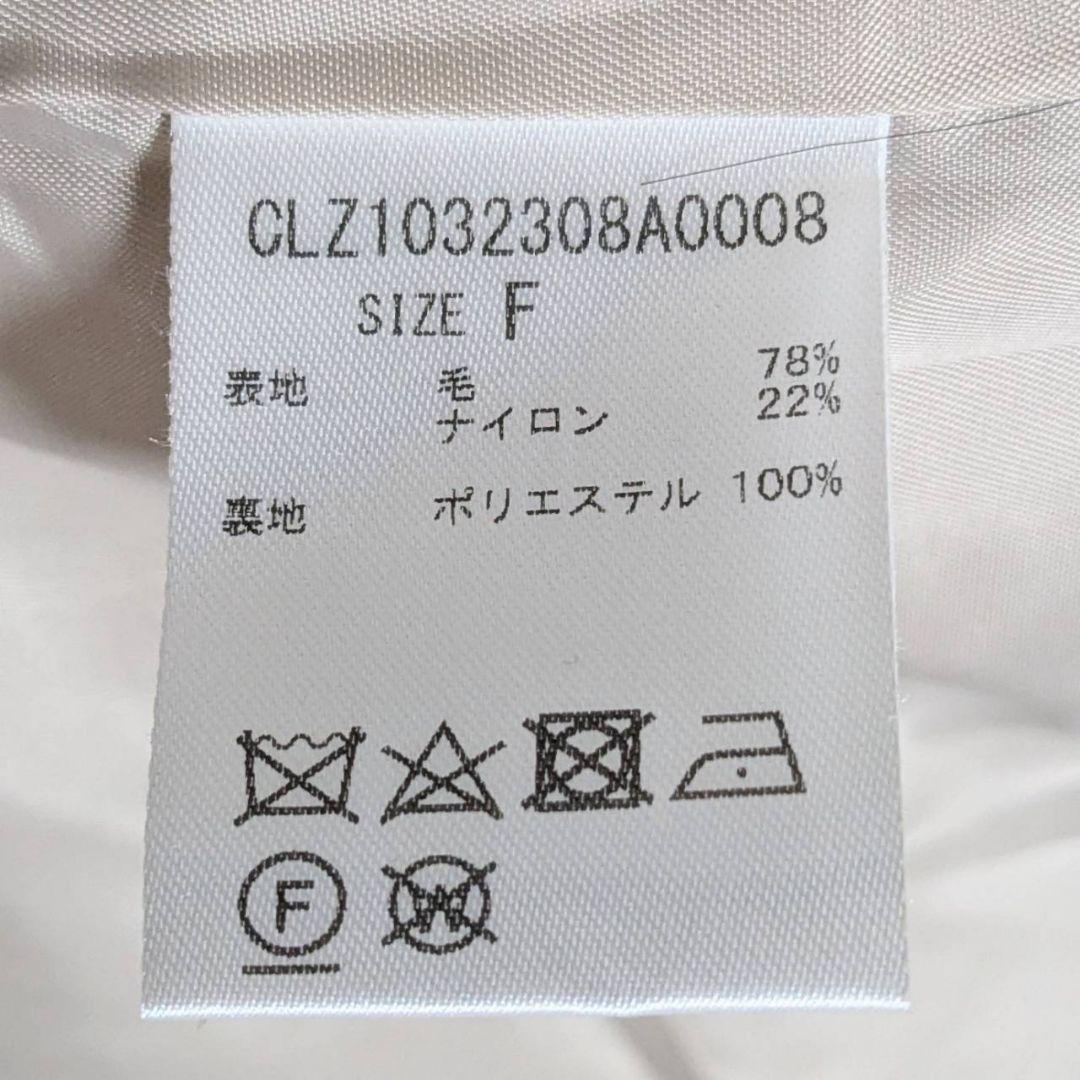 CLZ1032308A0008
SIZE F
表地 毛 78%
ナイロン 22%
裏地 ポリエステル 100%
F
W